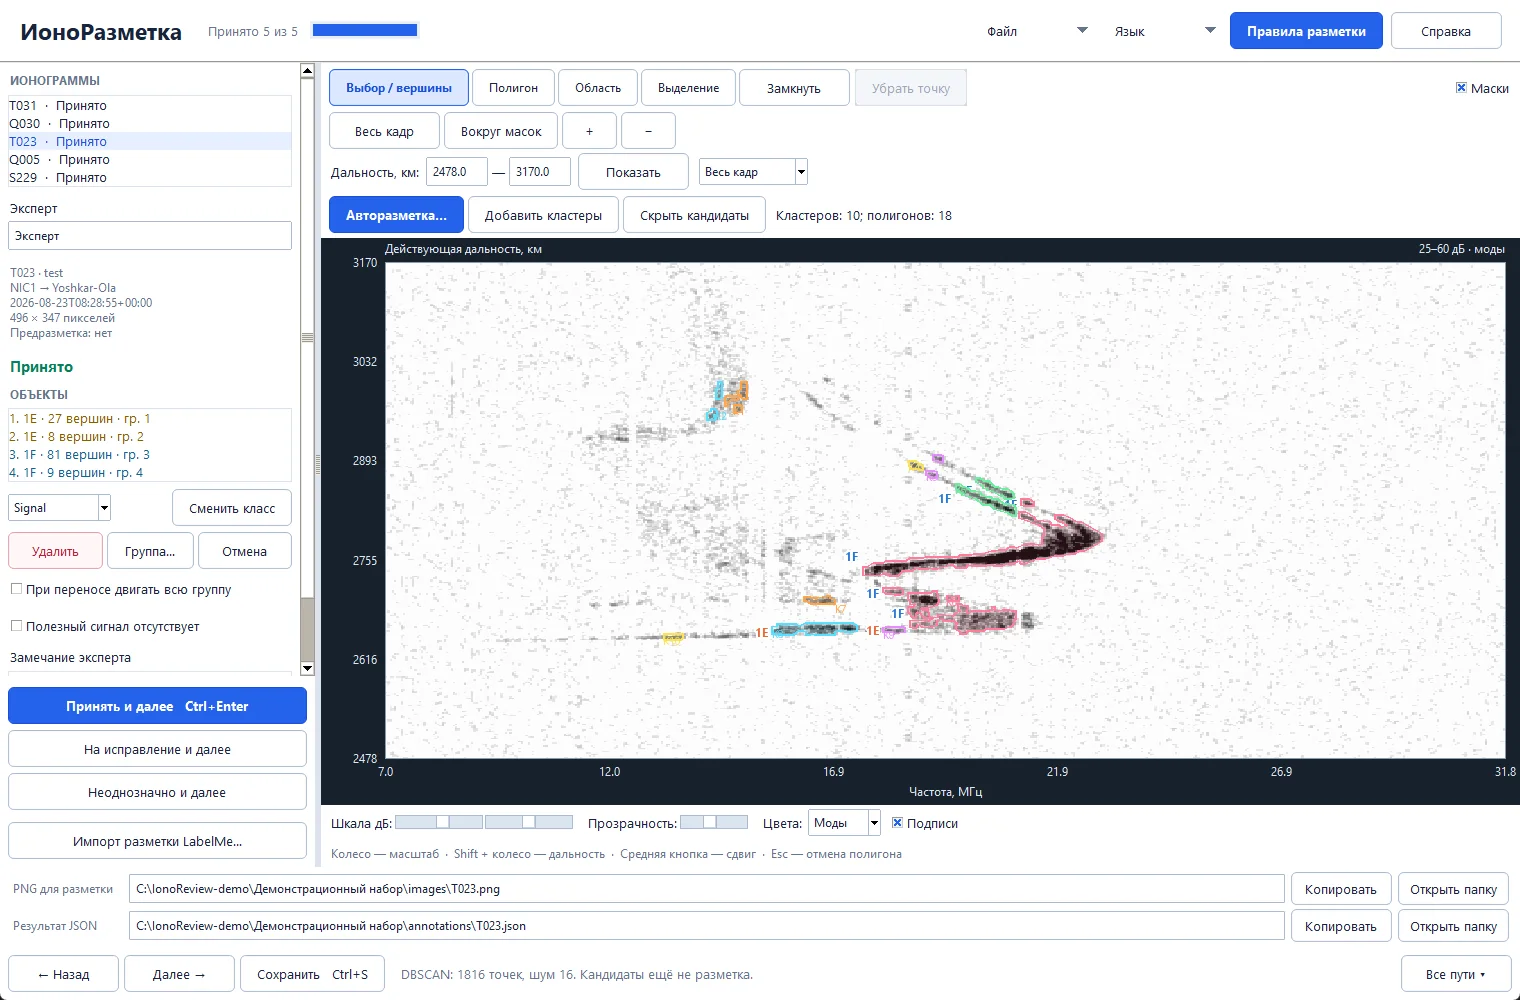 ИоноРазметка
Принято 5 из 5
Файл
Язык
Правила разметки
Справка
ИОНОГРАММЫ
T031 · Принято
Q030 · Принято
T023 · Принято
Q005 · Принято
S229 · Принято
Эксперт
Эксперт
T023 · test
NIC1 → Yoshkar-Ola
2026-08-23T08:28:55+00:00
496 × 347 пикселей
Предразметка: нет
Принято
ОБЪЕКТЫ
1. 1E · 27 вершин · гр. 1
2. 1E · 8 вершин · гр. 2
3. 1F · 81 вершин · гр. 3
4. 1F · 9 вершин · гр. 4
Signal
Сменить класс
Удалить
Группа...
Отмена
При переносе двигать всю группу
Полезный сигнал отсутствует
Замечание эксперта
Принять и далее Ctrl+Enter
На исправление и далее
Неоднозначно и далее
Импорт разметки LabelMe...
Выбор / вершины
Полигон
Область
Выделение
Замкнуть
Убрать точку
Маски
Весь кадр
Вокруг масок
+
−
Дальность, км:
2478.0
—
3170.0
Показать
Весь кадр
Авторазметка...
Добавить кластеры
Скрыть кандидаты
Кластеров: 10; полигонов: 18
Действующая дальность, км
25–60 дБ · моды
3170
3032
2893
2755
2616
2478
1F
1F
1F
1F
1F
1E
1E
7.0
12.0
16.9
21.9
26.9
31.8
Частота, МГц
Шкала дБ:
Прозрачность:
Цвета:
Моды
Подписи
Колесо — масштаб · Shift + колесо — дальность · Средняя кнопка — сдвиг · Esc — отмена полигона
PNG для разметки
C:\IonoReview-demo\Демонстрационный набор\images\T023.png
Копировать
Открыть папку
Результат JSON
C:\IonoReview-demo\Демонстрационный набор\annotations\T023.json
Копировать
Открыть папку
← Назад
Далее →
Сохранить Ctrl+S
DBSCAN: 1816 точек, шум 16. Кандидаты ещё не разметка.
Все пути ▾